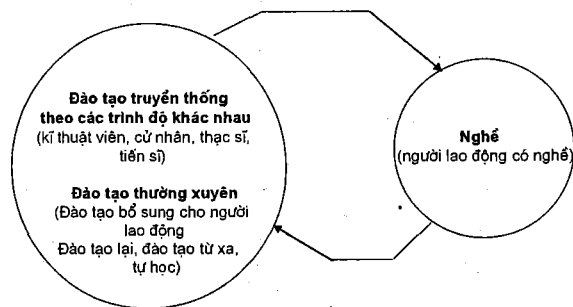 Đào tạo truyền thống
theo các trình độ khác nhau
(kĩ thuật viên, cử nhân, thạc sĩ,
tiến sĩ)
Đào tạo thường xuyên
(Đào tạo bổ sung cho người
lao động
Đào tạo lại, đào tạo từ xa,
tự học)
Nghề
(người lao động có nghề)